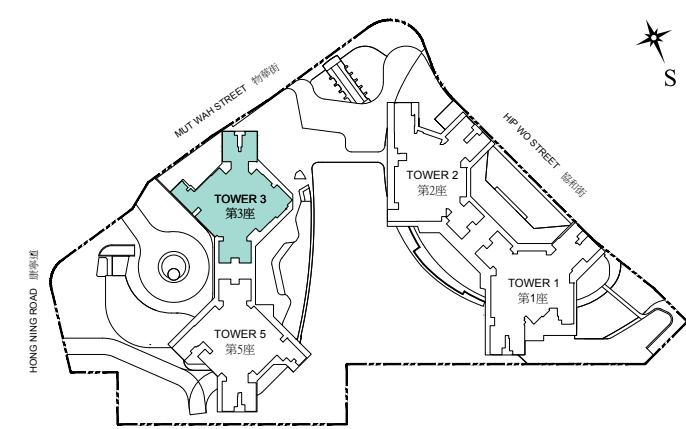 S
MUT WAH STREET 物華街
HIP WO STREET 協和街
TOWER 2
第2座
TOWER 3
第3座
HONG NING ROAD 康寧道
TOWER 1
第1座
TOWER 5
第5座